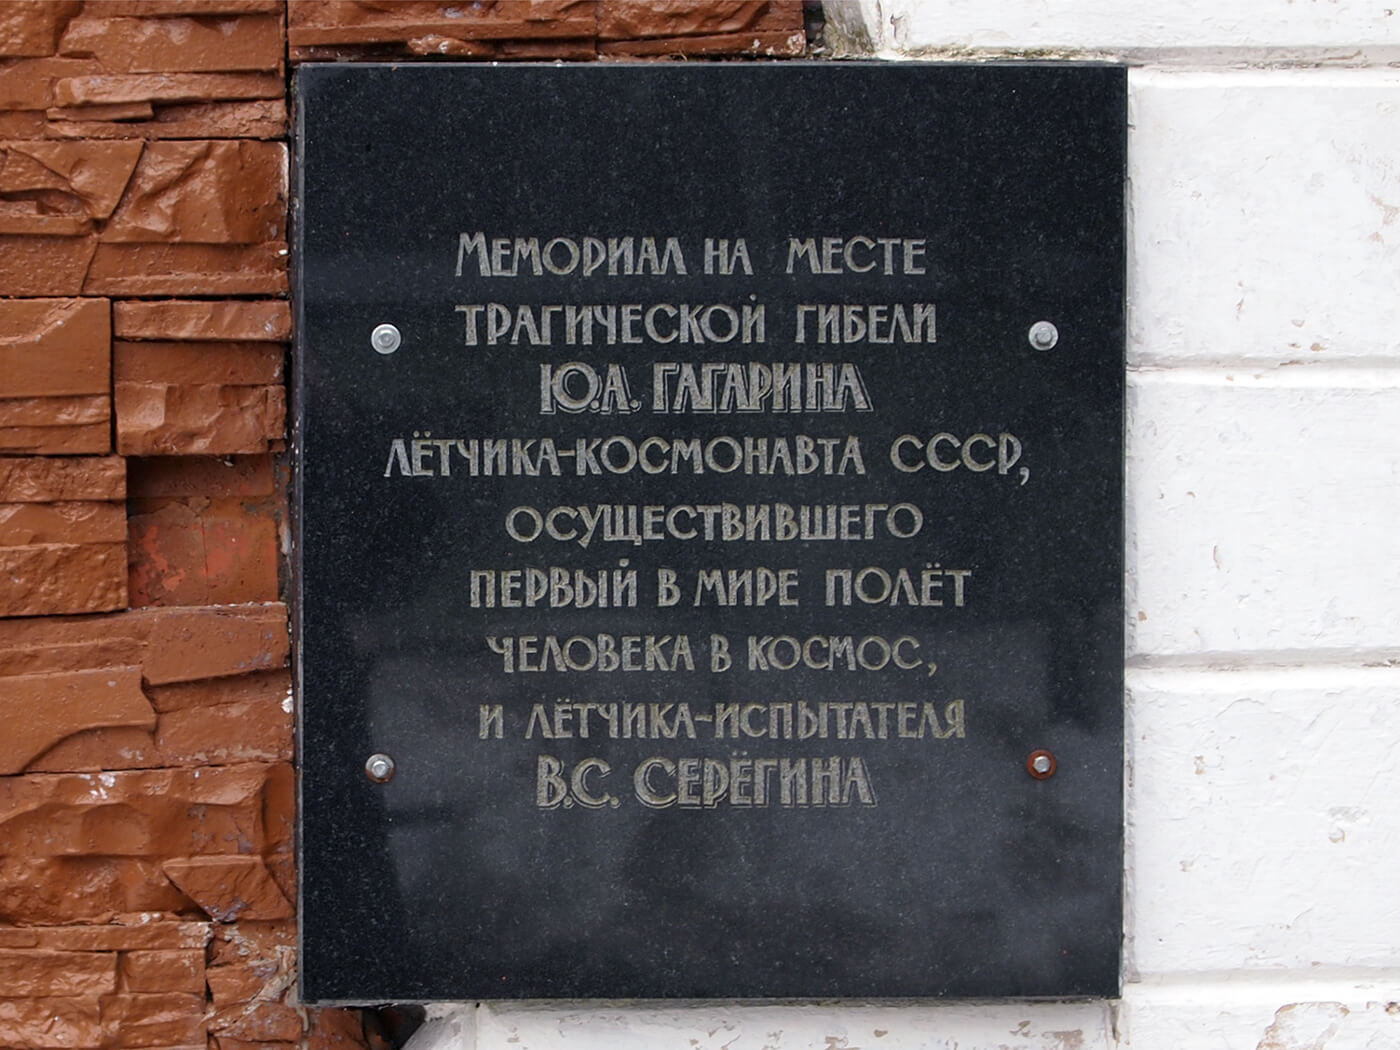 Мемориал на месте
трагической гибели
Ю.А. ГАГАРИНА
лётчика-космонавта СССР,
осуществившего
первый в мире полёт
человека в космос,
и лётчика-испытателя
В.С. СЕРЁГИНА